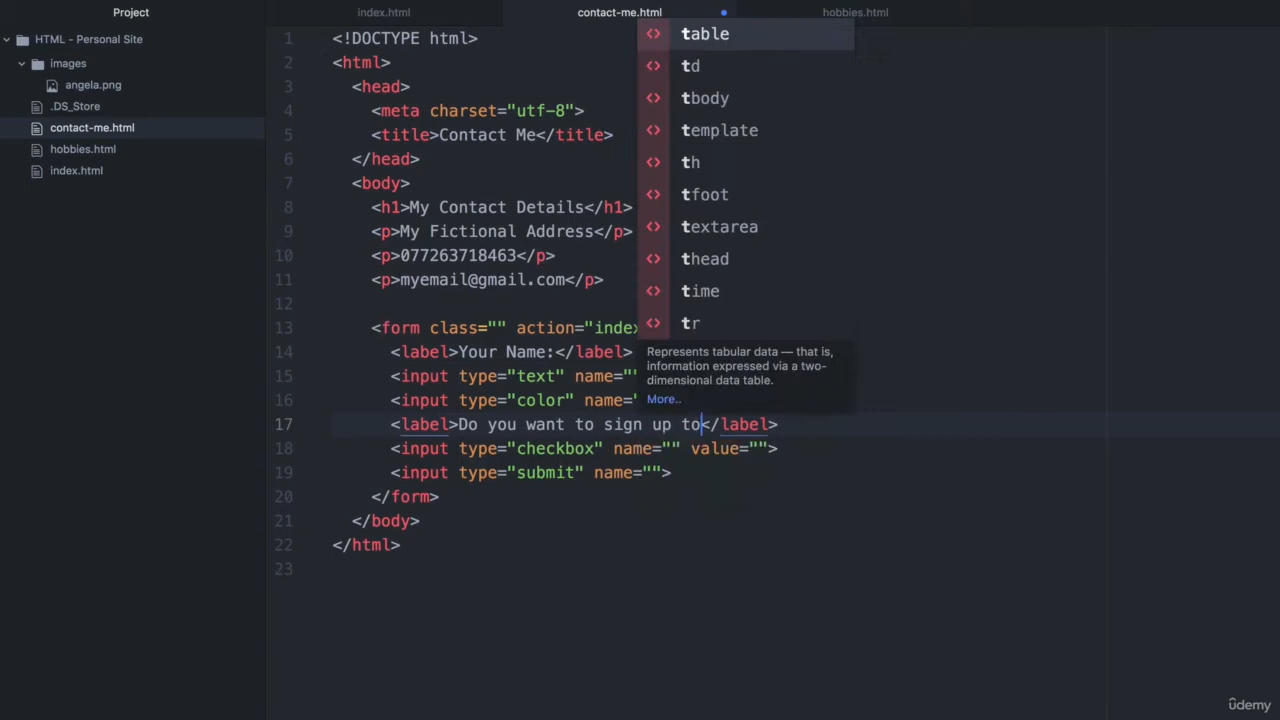 Project
index.html
contact-me.html
hobbies.html
HTML - Personal Site
images
angela.png
.DS_Store
contact-me.html
hobbies.html
index.html
1 <!DOCTYPE html>
2 <html>
3 <head>
4 <meta charset="utf-8">
5 <title>Contact Me</title>
6 </head>
7 <body>
8 <h1>My Contact Details</h1>
9 <p>My Fictional Address</p>
10 <p>077263718463</p>
11 <p>myemail@gmail.com</p>
12
13 <form class="" action="index
14 <label>Your Name:</label>
15 <input type="text" name="
16 <input type="color" name="
17 <label>Do you want to sign up to</label>
18 <input type="checkbox" name="" value="">
19 <input type="submit" name="">
20 </form>
21 </body>
22 </html>
23
table
td
tbody
template
th
tfoot
textarea
thead
time
tr
Represents tabular data — that is,
information expressed via a two-
dimensional data table.
More..
ûdemy